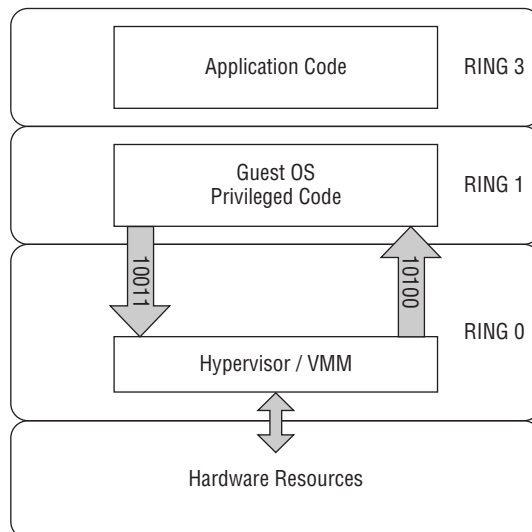 Application Code
RING 3
Guest OS
Privileged Code
RING 1
10011
10100
RING 0
Hypervisor / VMM
Hardware Resources